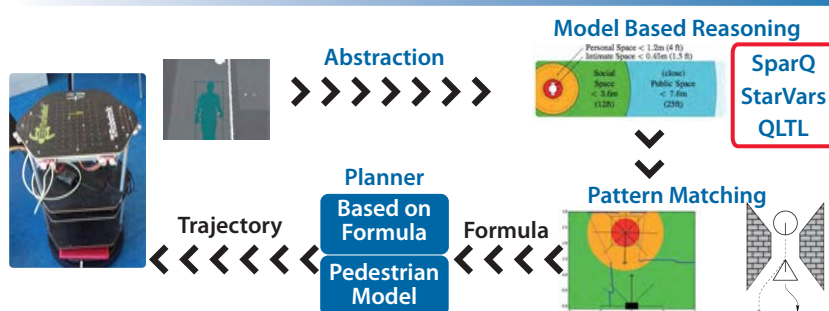 Model Based Reasoning
Personal Space < 1.2m (4 ft)
Intimate Space < 0.45m (1.5 ft)
Abstraction
Social
Space
< 3.6m
(12ft)
(close)
Public Space
< 7.6m
(25ft)
SparQ
StarVars
QLTL
Planner
Pattern Matching
Trajectory
Based on
Formula
Formula
Pedestrian
Model